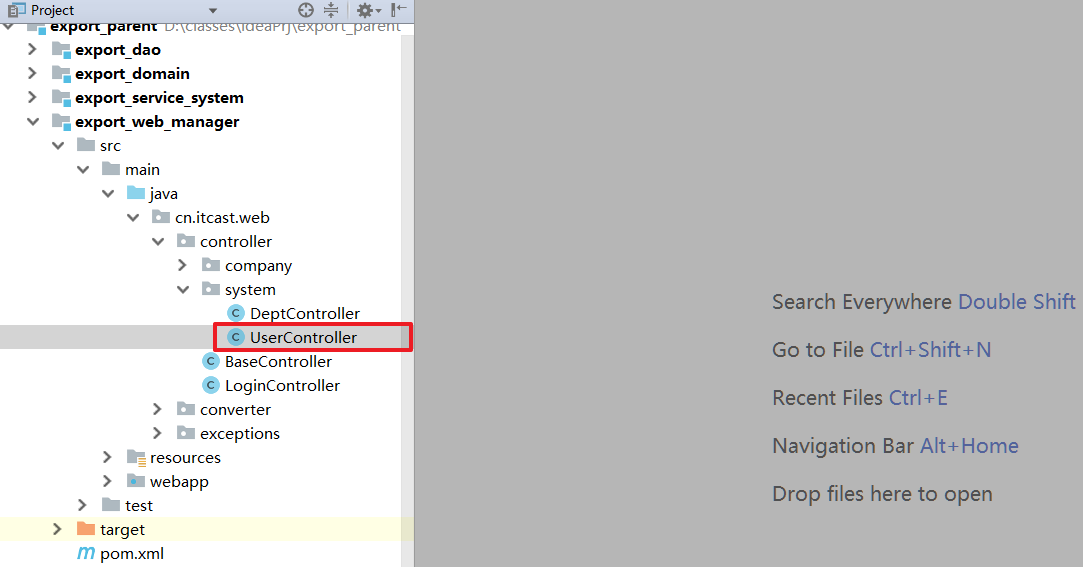 Project
export_parent D:\classes\IdeaPrj\export_parent
export_dao
export_domain
export_service_system
export_web_manager
src
main
java
cn.itcast.web
controller
company
system
C DeptController
C UserController
C BaseController
C LoginController
converter
exceptions
resources
webapp
test
target
m pom.xml
Search Everywhere Double Shift
Go to File Ctrl+Shift+N
Recent Files Ctrl+E
Navigation Bar Alt+Home
Drop files here to open